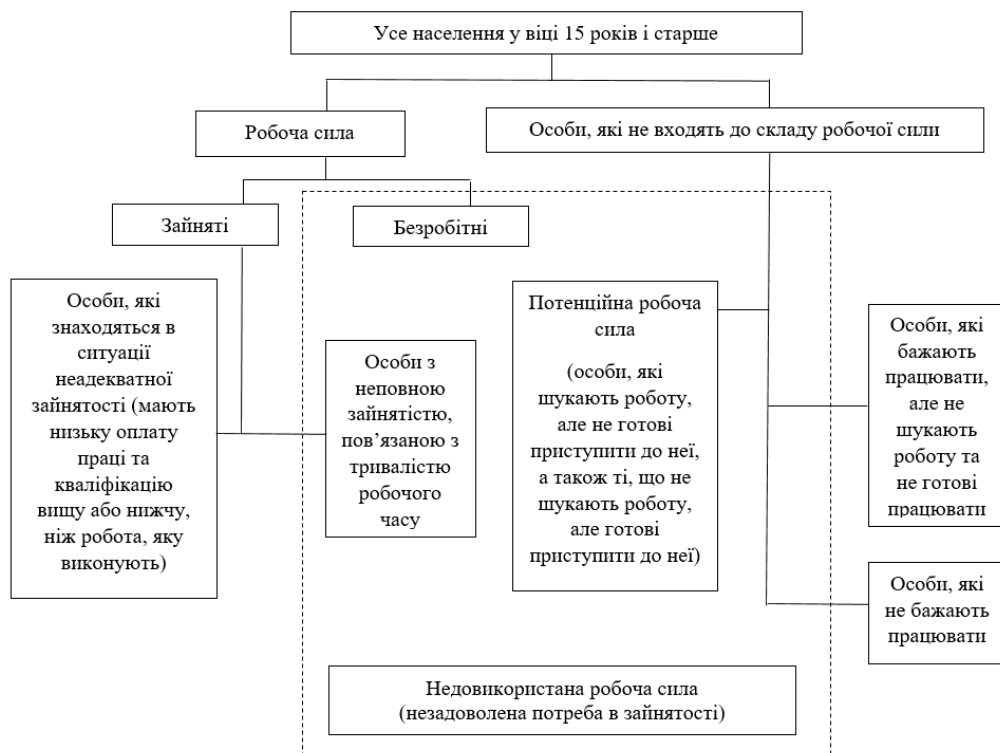 Усе населення у віці 15 років і старше
Робоча сила
Особи, які не входять до складу робочої сили
Зайняті
Безробітні
Особи, які
знаходяться в
ситуації
неадекватної
зайнятості (мають
низьку оплату
праці та
кваліфікацію
вищу або нижчу,
ніж робота, яку
виконують)
Особи з
неповною
зайнятістю,
пов’язаною з
тривалістю
робочого
часу
Потенційна робоча
сила
(особи, які
шукають роботу,
але не готові
приступити до неї,
а також ті, що не
шукають роботу,
але готові
приступити до неї)
Особи, які
бажають
працювати,
але не
шукають
роботу та
не готові
працювати
Особи, які
не бажають
працювати
Недовикористана робоча сила
(незадоволена потреба в зайнятості)